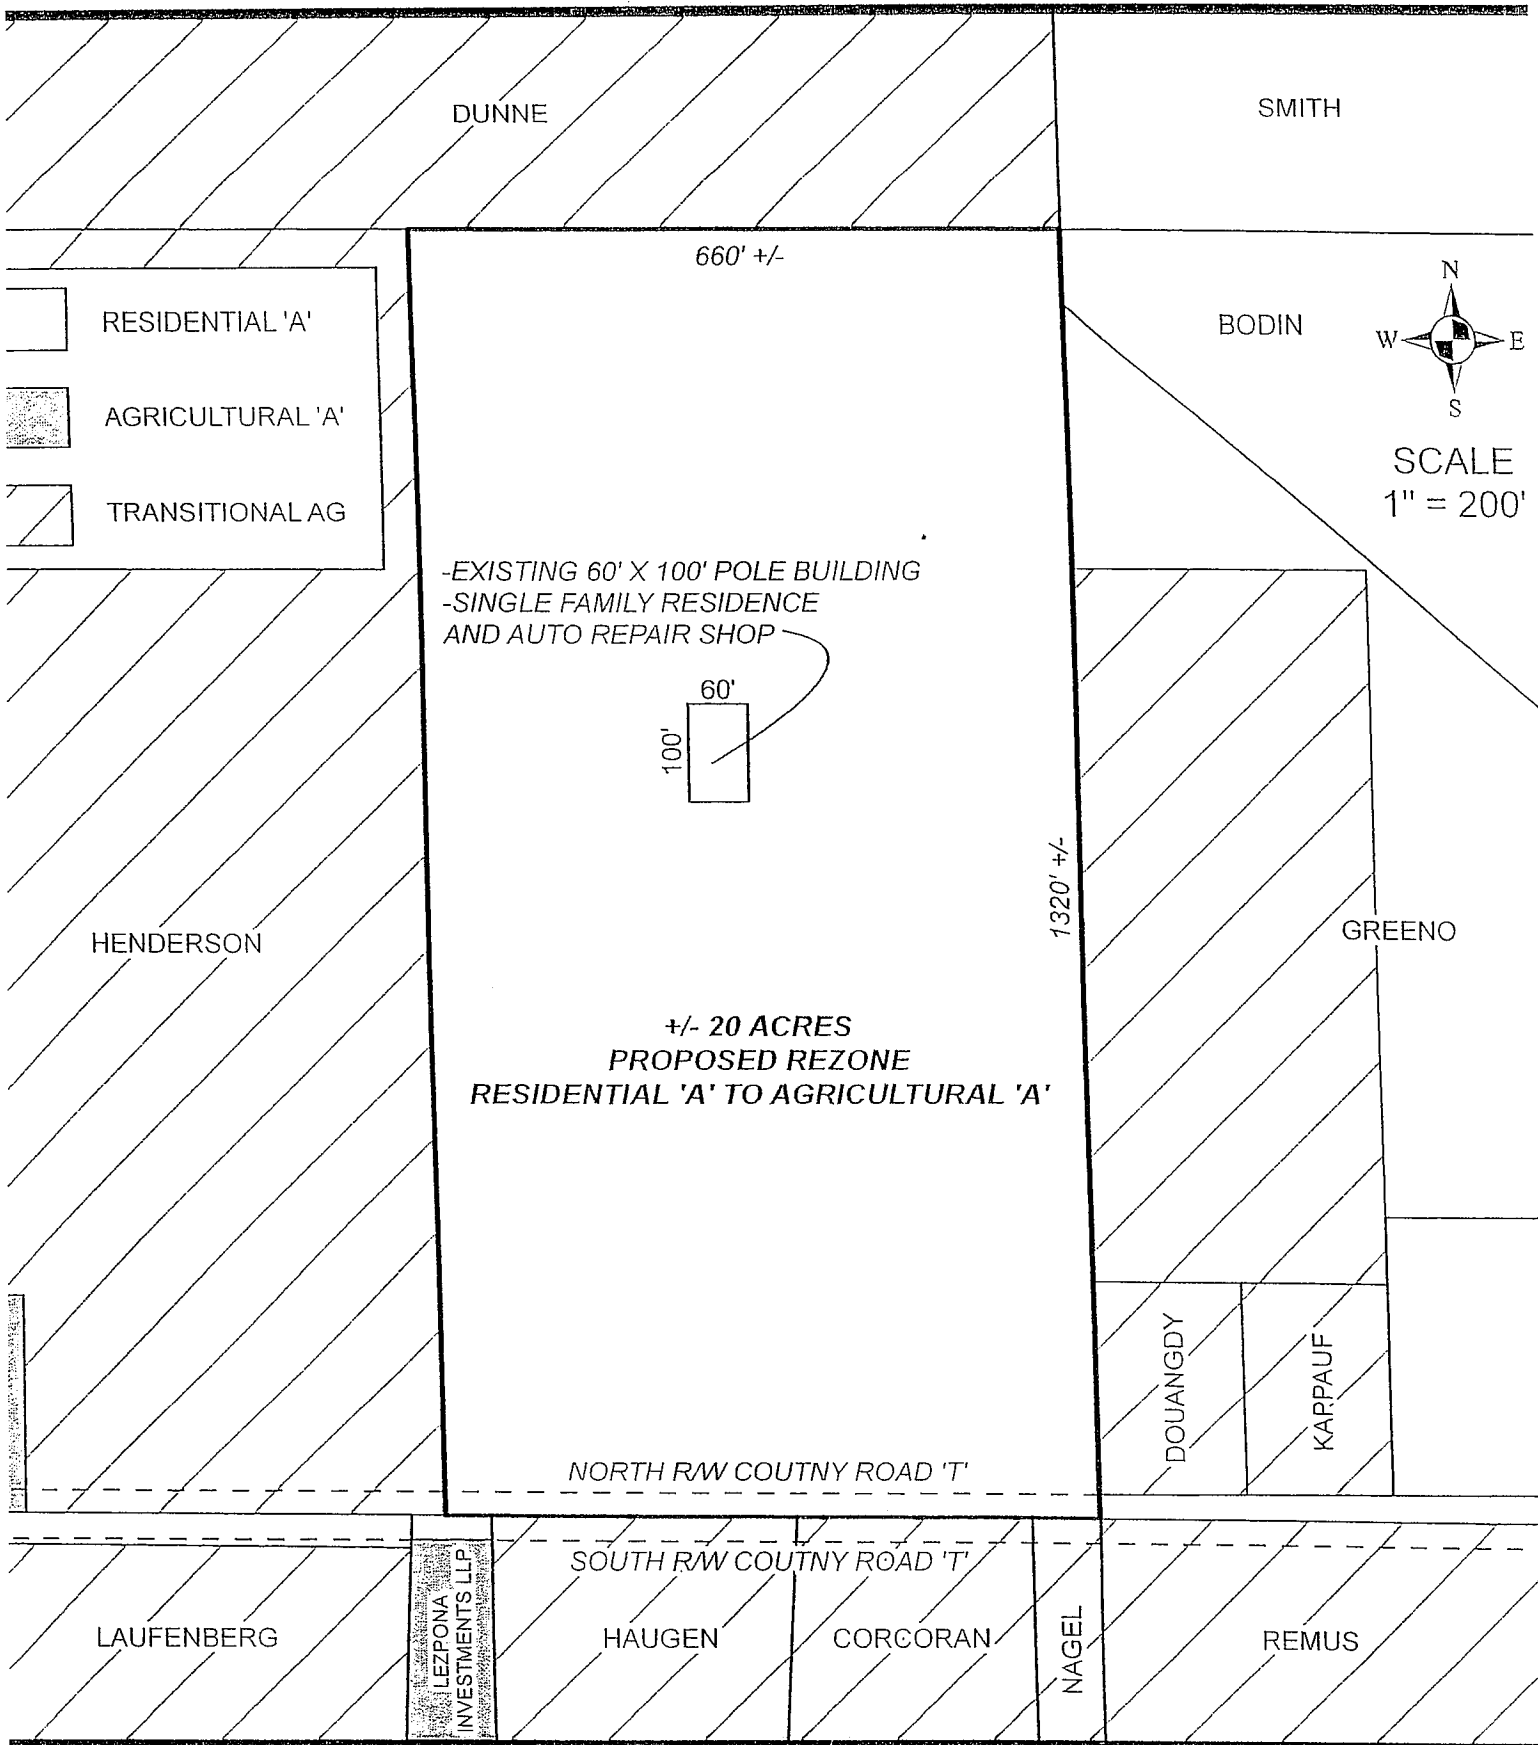 DUNNE
SMITH
660' +/-
RESIDENTIAL 'A'
AGRICULTURAL 'A'
TRANSITIONAL AG
BODIN
N
W
E
S
SCALE
1" = 200'
-EXISTING 60' X 100' POLE BUILDING
-SINGLE FAMILY RESIDENCE
AND AUTO REPAIR SHOP
60'
100'
1320' +/-
HENDERSON
GREENO
+/- 20 ACRES
PROPOSED REZONE
RESIDENTIAL 'A' TO AGRICULTURAL 'A'
DOUANGDY
KARPAUF
NORTH R/W COUTNY ROAD 'T'
SOUTH R/W COUTNY ROAD 'T'
LAUFENBERG
LEZPONA
INVESTMENTS LLP
HAUGEN
CORCORAN
NAGEL
REMUS